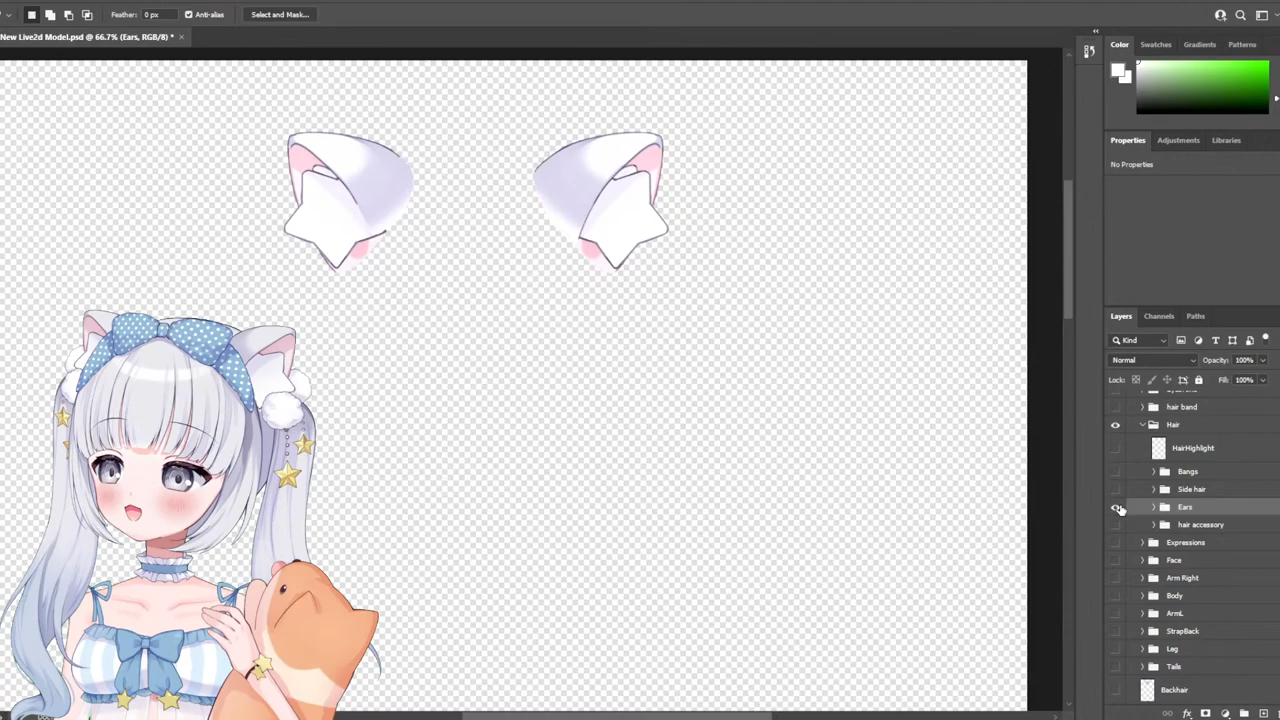 Feather: 0 px Anti-alias Select and Mask...
New Live2d Model.psd @ 66.7% (Ears, RGB/8) *
Color Swatches Gradients Patterns
Properties Adjustments Libraries
No Properties
Layers Channels Paths
Kind
Normal Opacity: 100%
Lock: Fill: 100%
hair band
Hair
HairHighlight
Bangs
Side hair
Ears
hair accessory
Expressions
Face
Arm Right
Body
ArmL
StrapBack
Leg
Tails
Backhair
fx